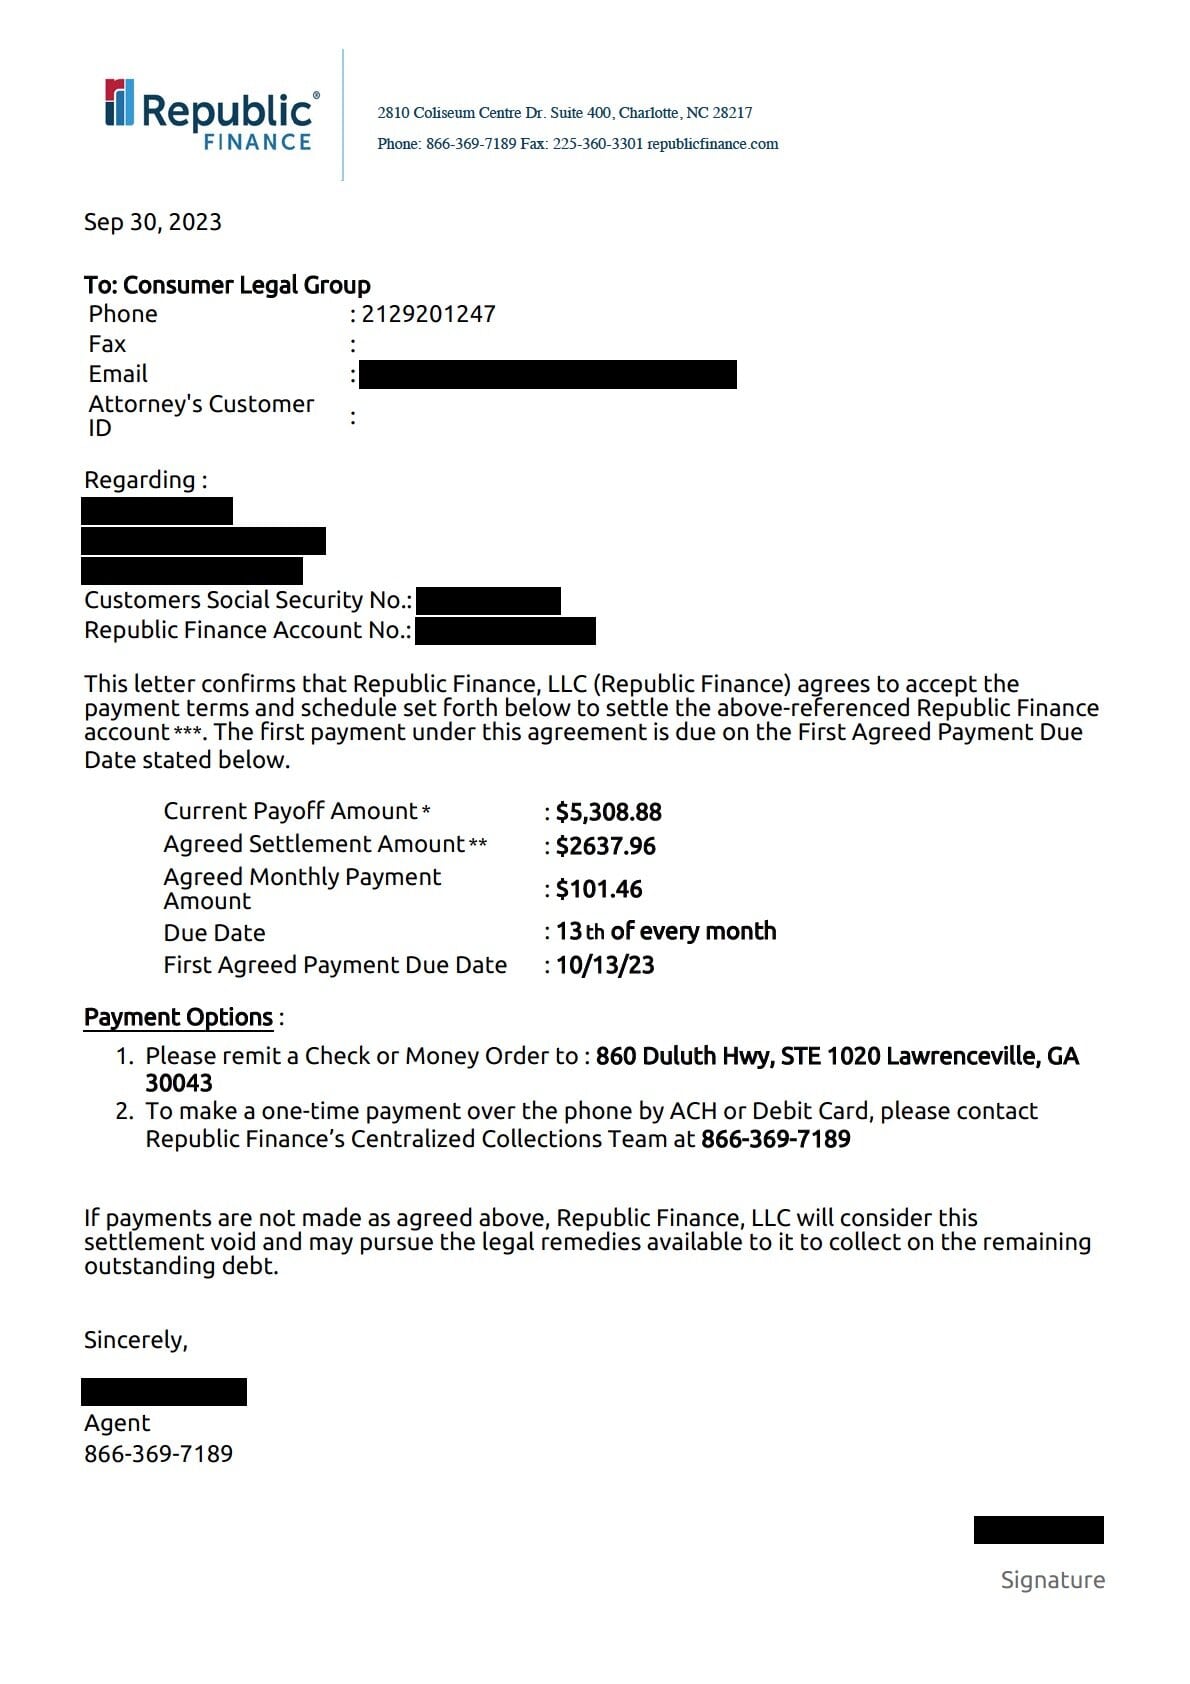 Republic®
FINANCE
2810 Coliseum Centre Dr. Suite 400, Charlotte, NC 28217
Phone: 866-369-7189 Fax: 225-360-3301 republicfinance.com
Sep 30, 2023
To: Consumer Legal Group
Phone : 2129201247
Fax :
Email :
Attorney's Customer
ID :
Regarding :
Customers Social Security No.:
Republic Finance Account No.:
This letter confirms that Republic Finance, LLC (Republic Finance) agrees to accept the
payment terms and schedule set forth below to settle the above-referenced Republic Finance
account***. The first payment under this agreement is due on the First Agreed Payment Due
Date stated below.
Current Payoff Amount* : $5,308.88
Agreed Settlement Amount** : $2637.96
Agreed Monthly Payment
Amount : $101.46
Due Date : 13th of every month
First Agreed Payment Due Date : 10/13/23
Payment Options :
1. Please remit a Check or Money Order to : 860 Duluth Hwy, STE 1020 Lawrenceville, GA
30043
2. To make a one-time payment over the phone by ACH or Debit Card, please contact
Republic Finance’s Centralized Collections Team at 866-369-7189
If payments are not made as agreed above, Republic Finance, LLC will consider this
settlement void and may pursue the legal remedies available to it to collect on the remaining
outstanding debt.
Sincerely,
Agent
866-369-7189
Signature